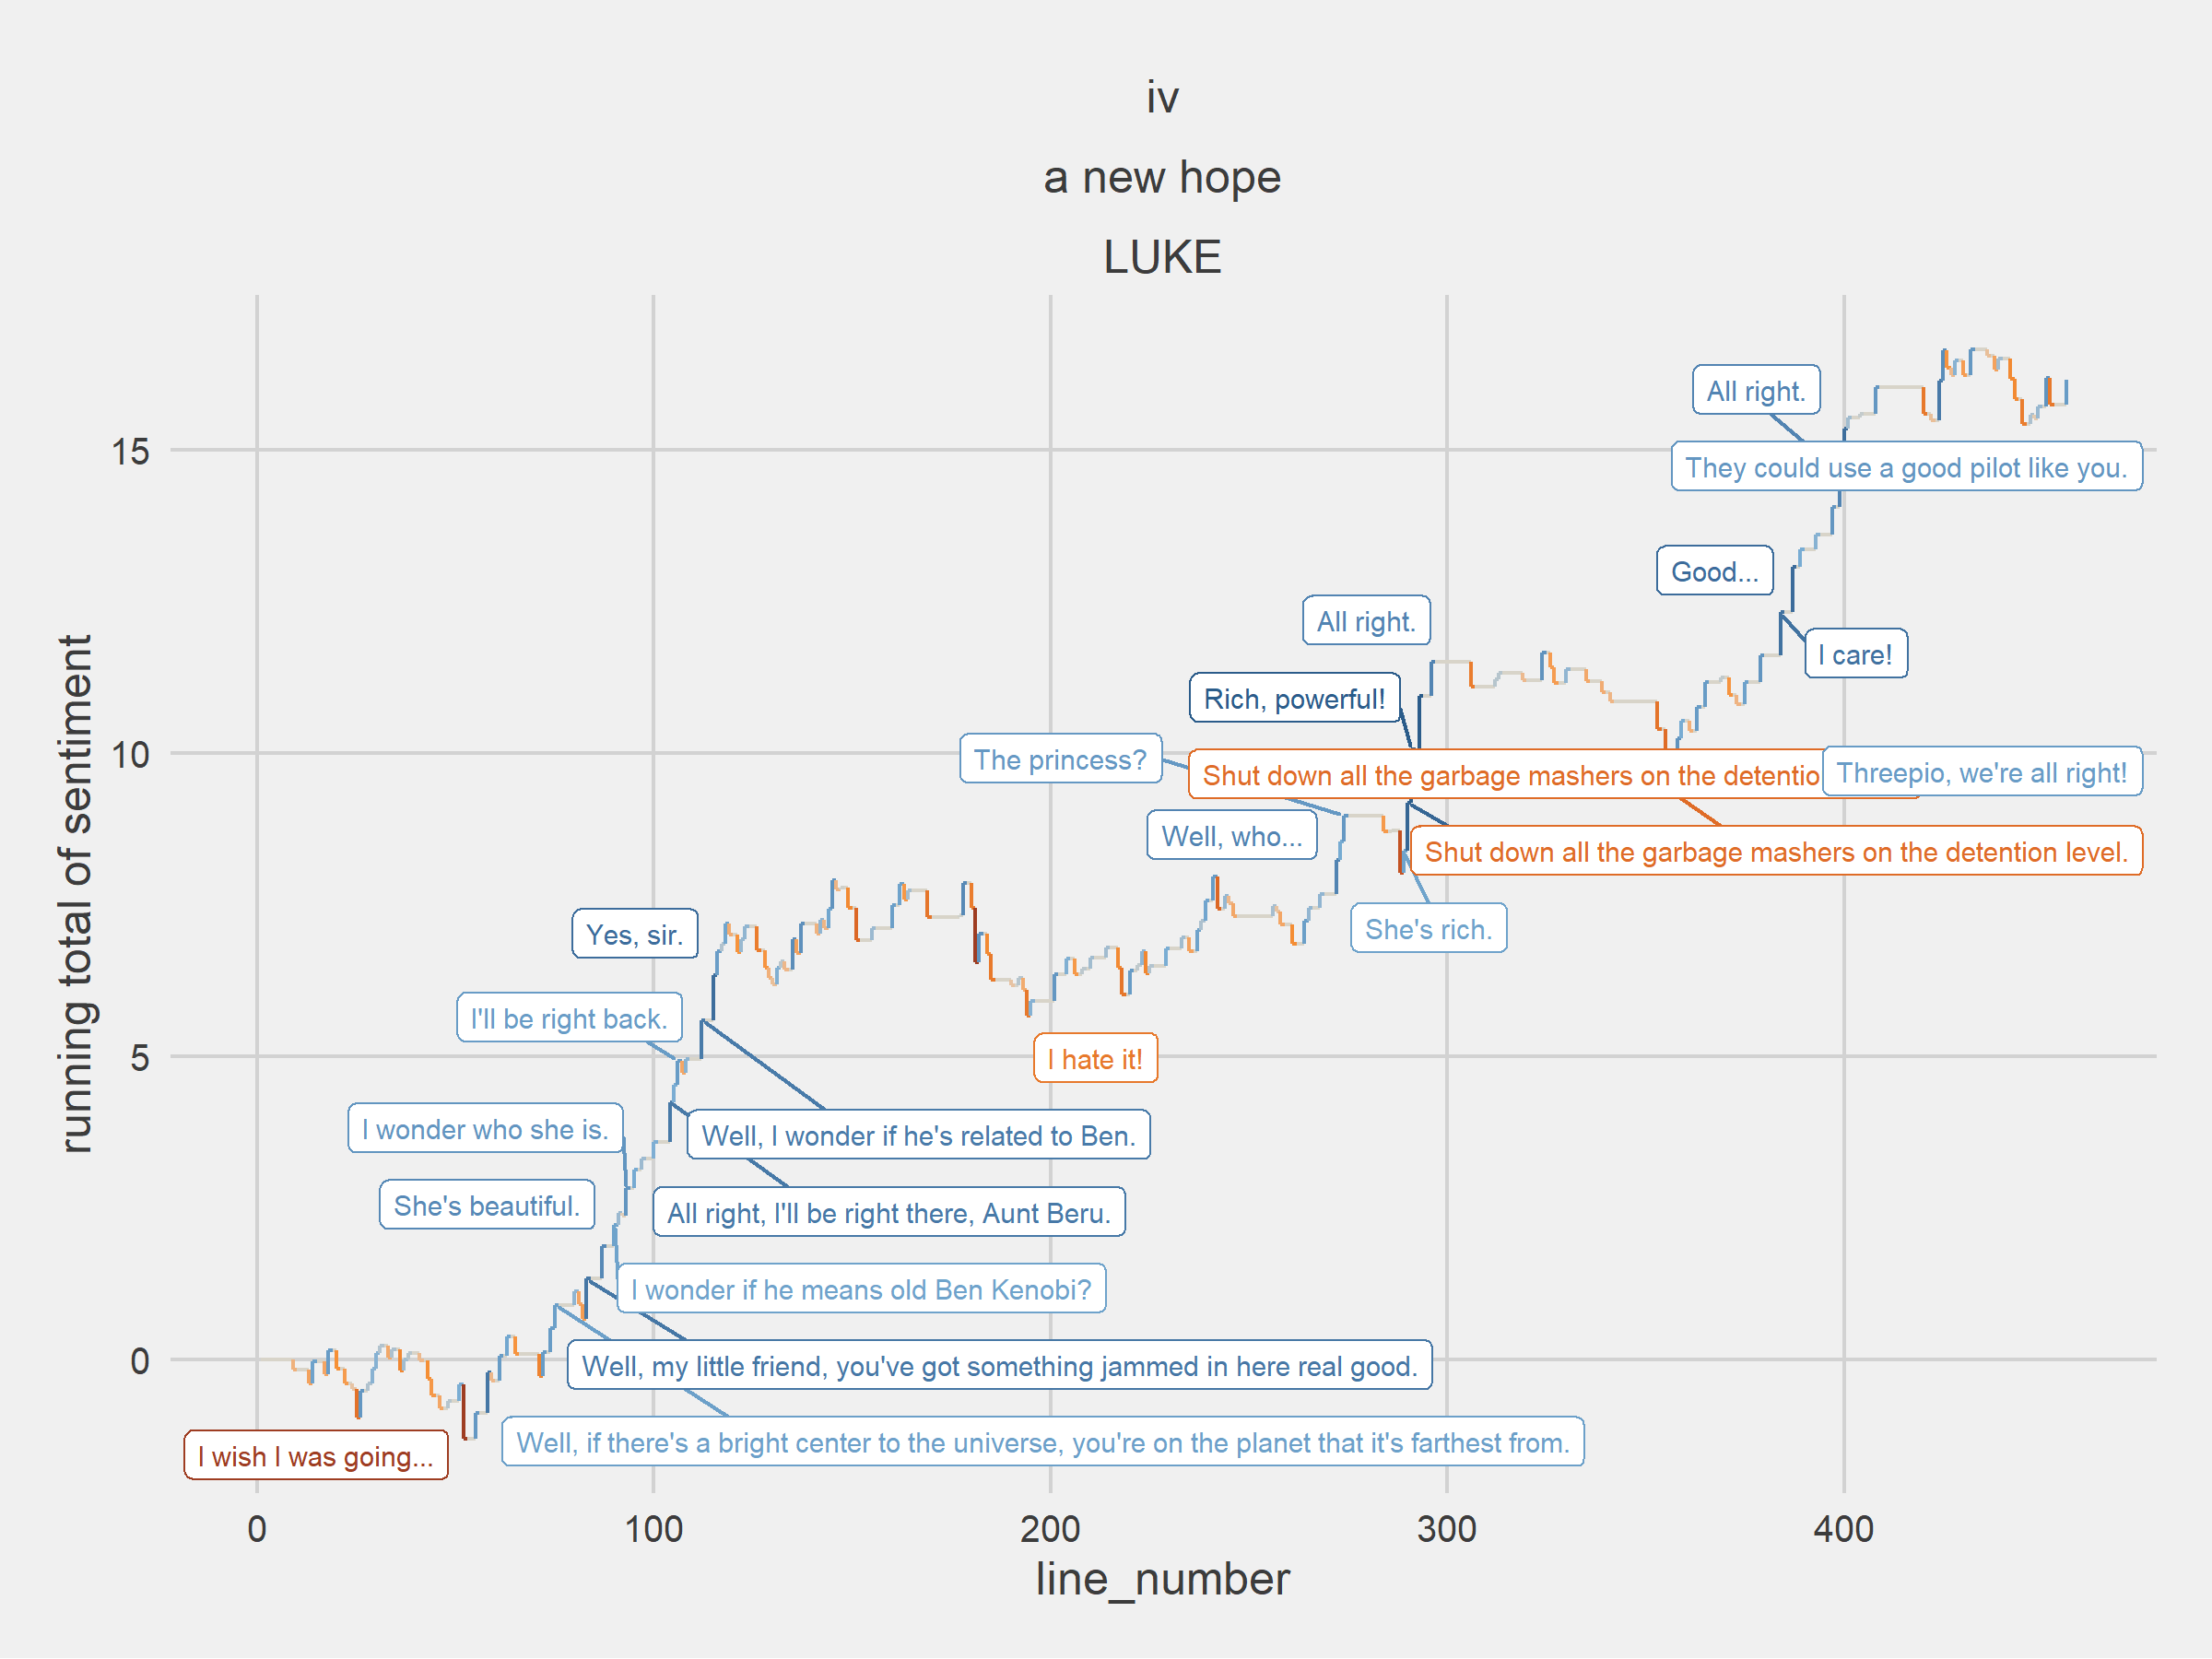 iv
a new hope
LUKE
running total of sentiment
15
10
5
0
All right.
They could use a good pilot like you.
Good...
All right.
I care!
Rich, powerful!
The princess?
Shut down all the garbage mashers on the detentio
Threepio, we're all right!
Well, who...
Shut down all the garbage mashers on the detention level.
Yes, sir.
She's rich.
I'll be right back.
I hate it!
I wonder who she is.
Well, I wonder if he's related to Ben.
She's beautiful.
All right, I'll be right there, Aunt Beru.
I wonder if he means old Ben Kenobi?
Well, my little friend, you've got something jammed in here real good.
Well, if there's a bright center to the universe, you're on the planet that it's farthest from.
I wish I was going...
0
100
200
300
400
line_number